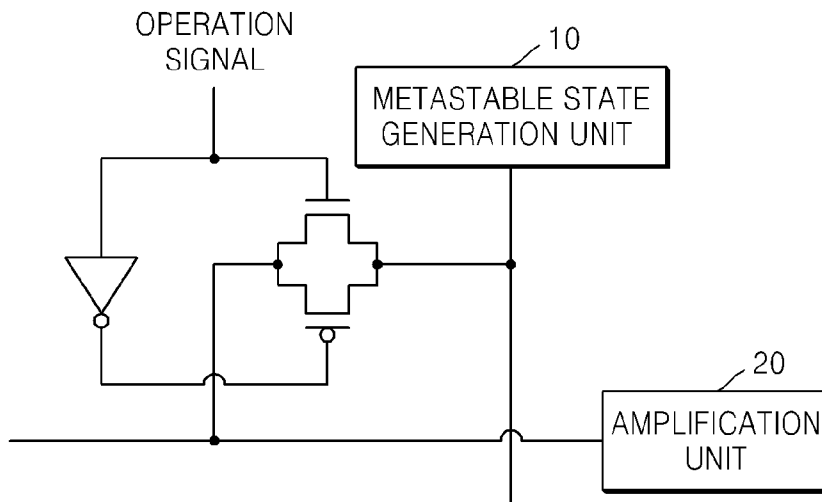 OPERATION
SIGNAL
10
METASTABLE STATE
GENERATION UNIT
20
AMPLIFICATION
UNIT